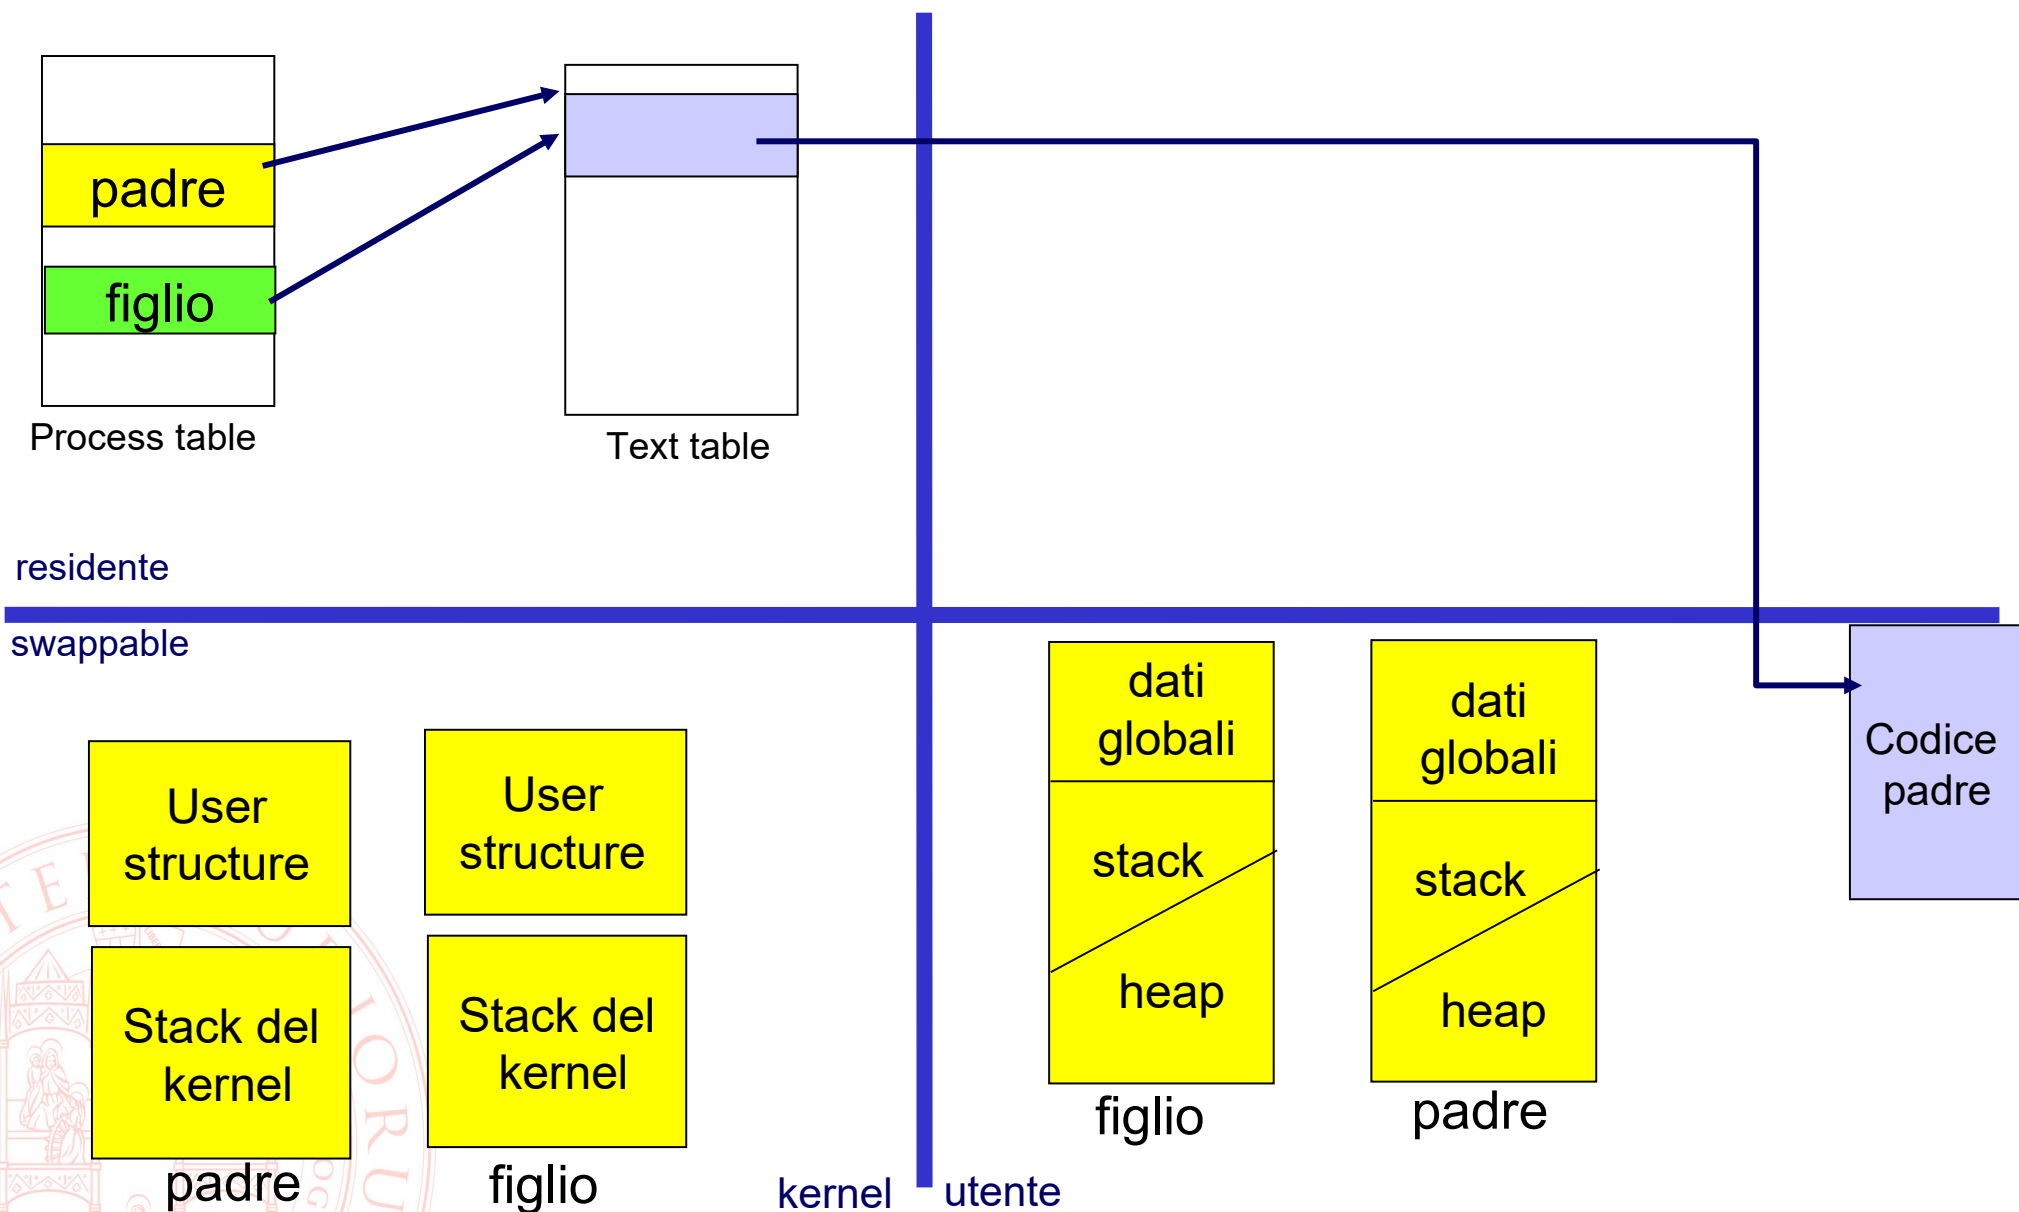 padre
figlio
Process table
Text table
residente
swappable
User
structure
Stack del
kernel
padre
User
structure
Stack del
kernel
figlio
kernel
utente
dati
globali
stack
heap
figlio
dati
globali
stack
heap
padre
Codice
padre